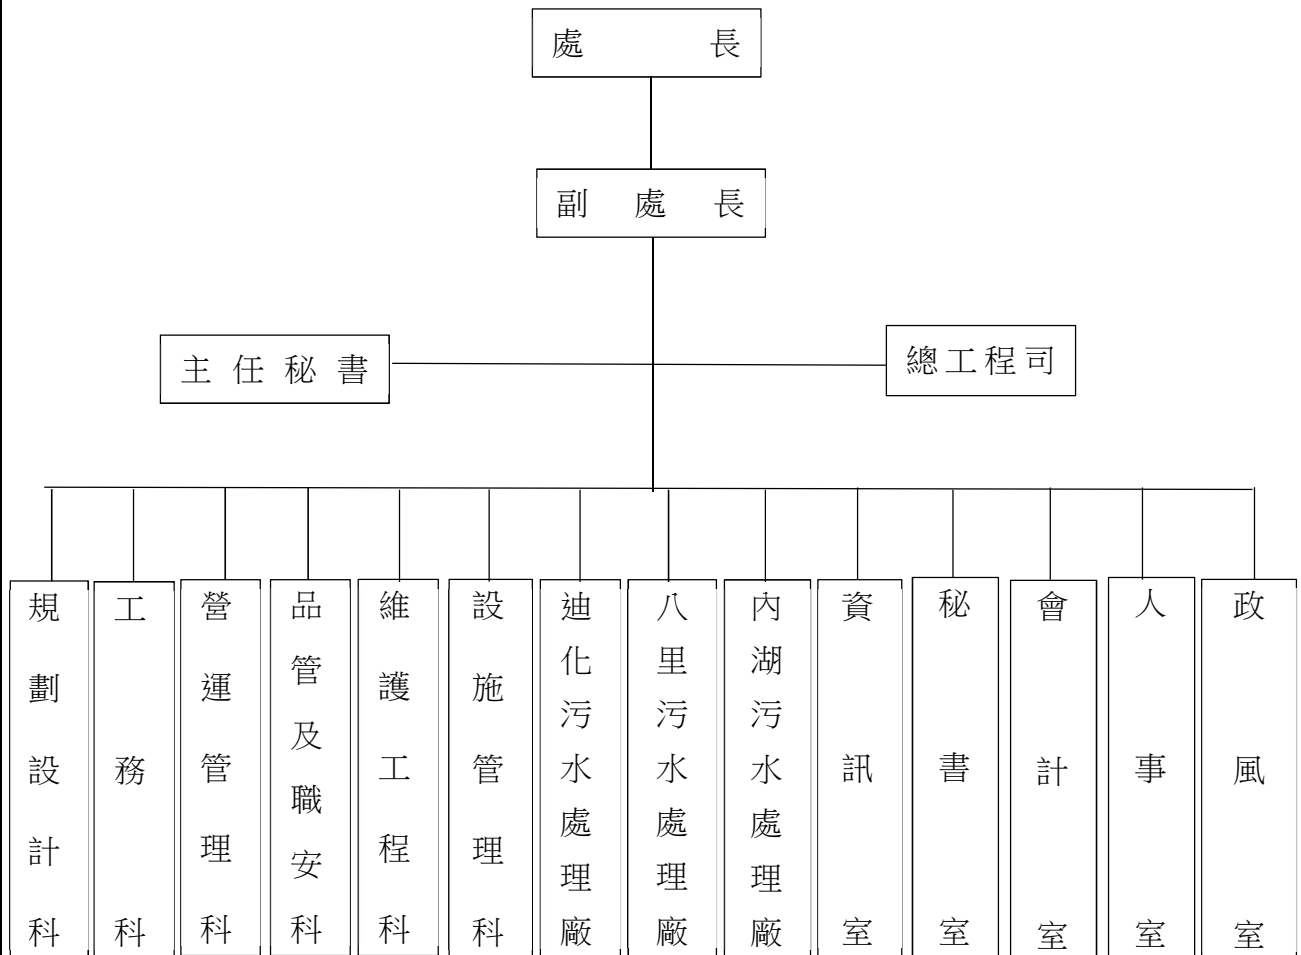 處長
副處長
主任秘書
總工程司
規劃設計科
工務科
營運管理科
品管及職安科
維護工程科
設施管理科
迪化污水處理廠
八里污水處理廠
內湖污水處理廠
資訊室
秘書室
會計室
人事室
政風室